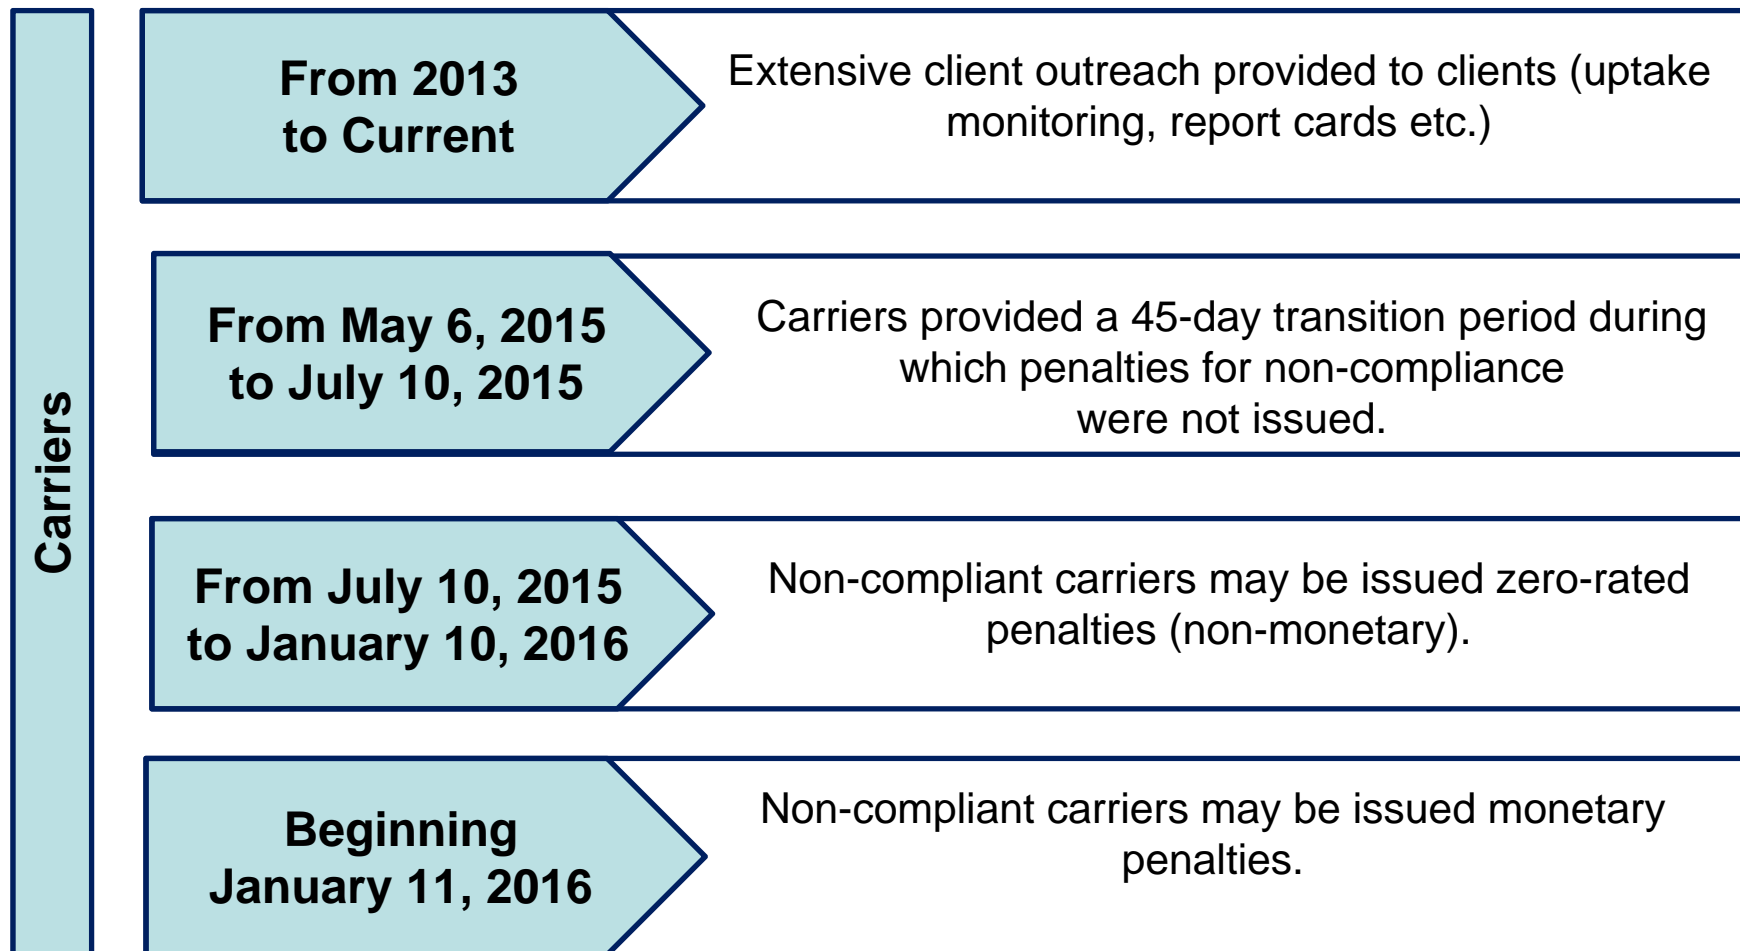 Carriers
From 2013
to Current
Extensive client outreach provided to clients (uptake
monitoring, report cards etc.)
From May 6, 2015
to July 10, 2015
Carriers provided a 45-day transition period during
which penalties for non-compliance
were not issued.
From July 10, 2015
to January 10, 2016
Non-compliant carriers may be issued zero-rated
penalties (non-monetary).
Beginning
January 11, 2016
Non-compliant carriers may be issued monetary
penalties.